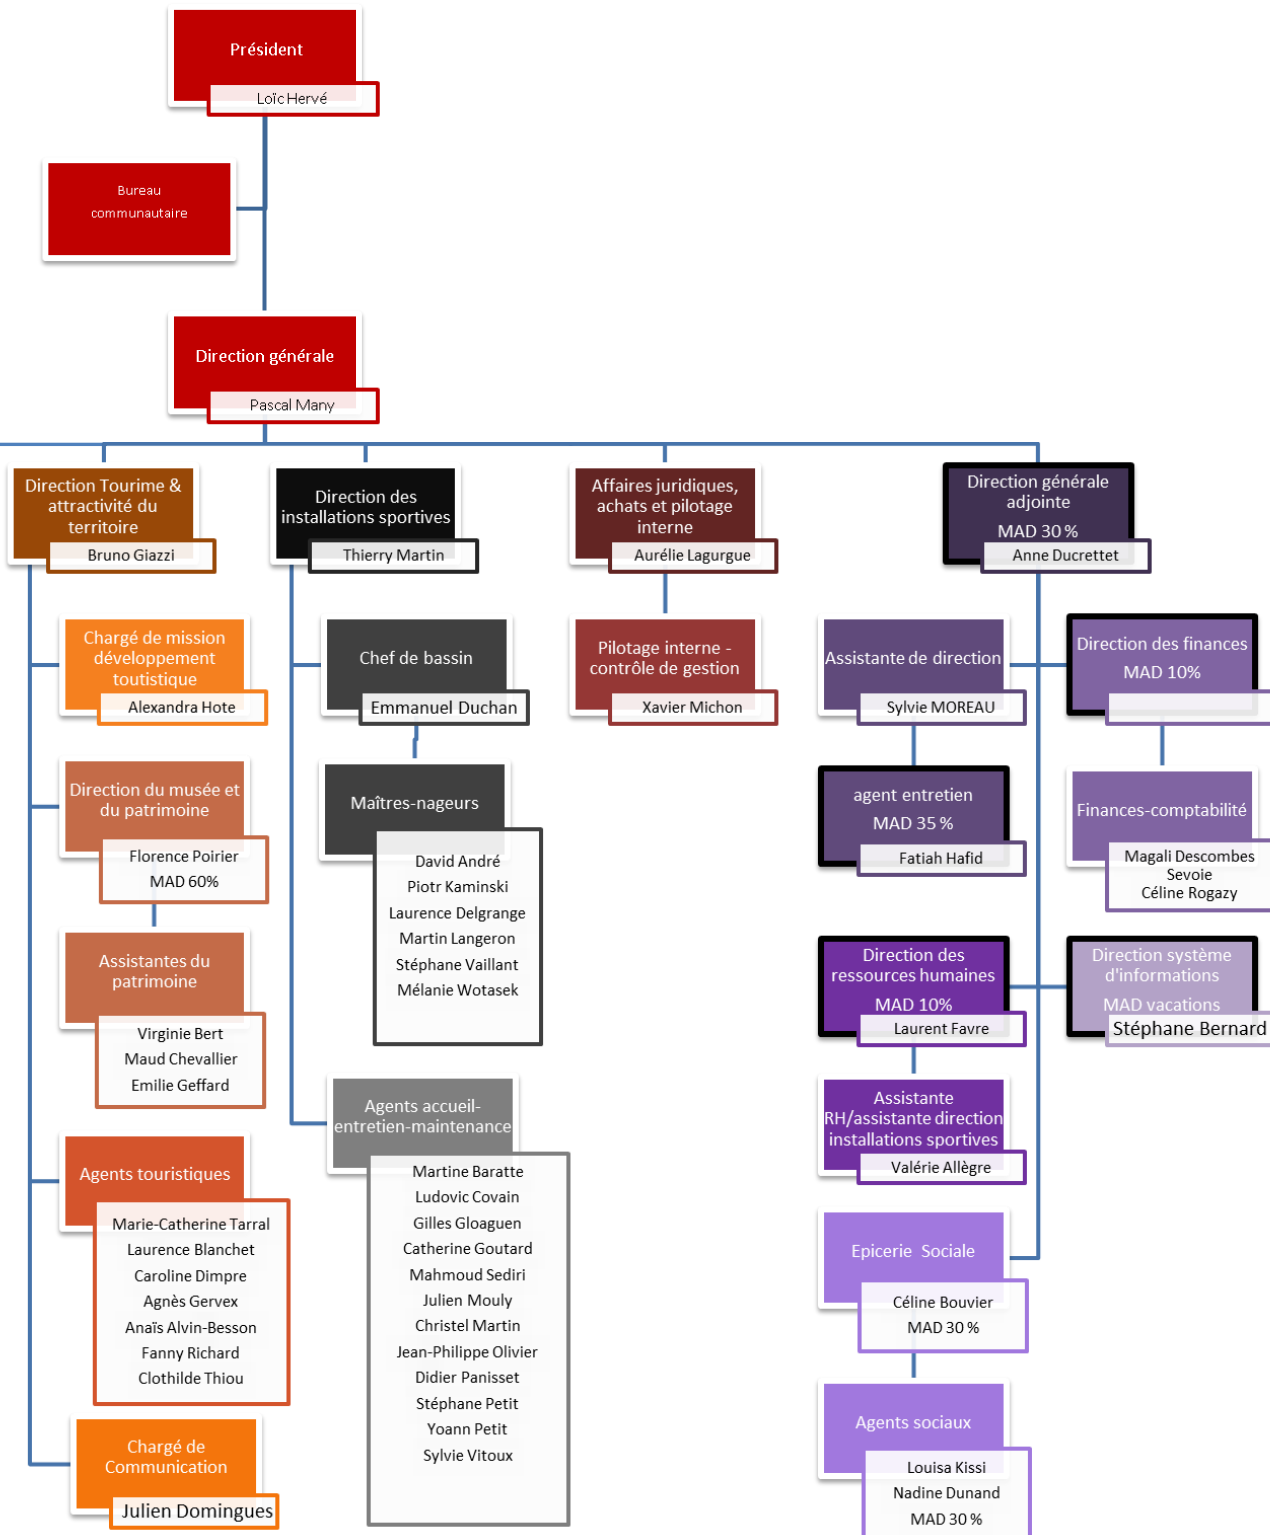 Président
Loïc Hervé
Bureau
communautaire
Direction générale
Pascal Many
Direction Tourime &
attractivité du
territoire
Bruno Giazzi
Chargé de mission
développement
toutistique
Alexandra Hote
Direction du musée et
du patrimoine
Florence Poirier
MAD 60%
Assistantes du
patrimoine
Virginie Bert
Maud Chevallier
Emilie Geffard
Agents touristiques
Marie-Catherine Tarral
Laurence Blanchet
Caroline Dimpre
Agnès Gervex
Anaïs Alvin-Besson
Fanny Richard
Clothilde Thiou
Chargé de
Communication
Julien Domingues
Direction des
installations sportives
Thierry Martin
Chef de bassin
Emmanuel Duchan
Maîtres-nageurs
David André
Piotr Kaminski
Laurence Delgrange
Martin Langeron
Stéphane Vaillant
Mélanie Wotasek
Agents accueil-
entretien-maintenance
Martine Baratte
Ludovic Covain
Gilles Gloaguen
Catherine Goutard
Mahmoud Sediri
Julien Mouly
Christel Martin
Jean-Philippe Olivier
Didier Panisset
Stéphane Petit
Yoann Petit
Sylvie Vitoux
Affaires juridiques,
achats et pilotage
interne
Aurélie Lagurgue
Pilotage interne -
contrôle de gestion
Xavier Michon
Direction générale
adjointe
MAD 30 %
Anne Ducrettet
Assistante de direction
Sylvie MOREAU
agent entretien
MAD 35 %
Fatiah Hafid
Direction des finances
MAD 10%
Finances-comptabilité
Magali Descombes
Sevoie
Céline Rogazy
Direction des
ressources humaines
MAD 10%
Laurent Favre
Direction système
d'informations
MAD vacations
Stéphane Bernard
Assistante
RH/assistante direction
installations sportives
Valérie Allègre
Epicerie Sociale
Céline Bouvier
MAD 30 %
Agents sociaux
Louisa Kissi
Nadine Dunand
MAD 30 %